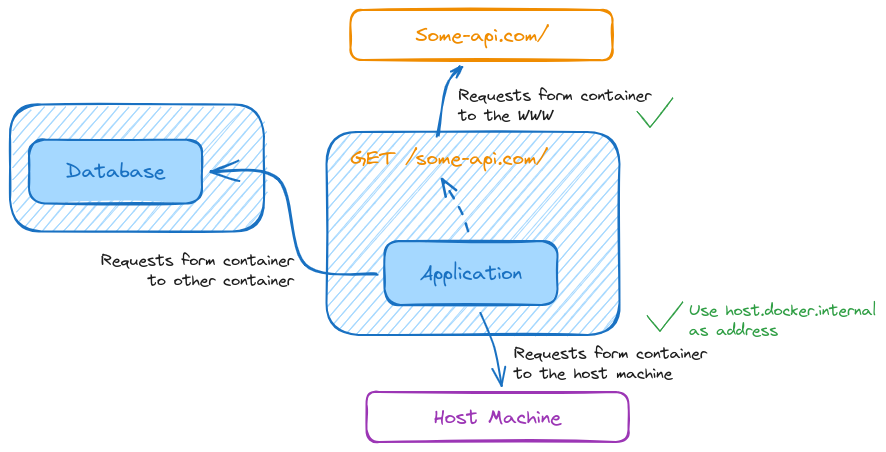 Some-api.com/
Requests form container
to the WWW
GET /some-api.com/
Database
Requests form container
to other container
Application
Use host.docker.internal
as address
Requests form container
to the host machine
Host Machine